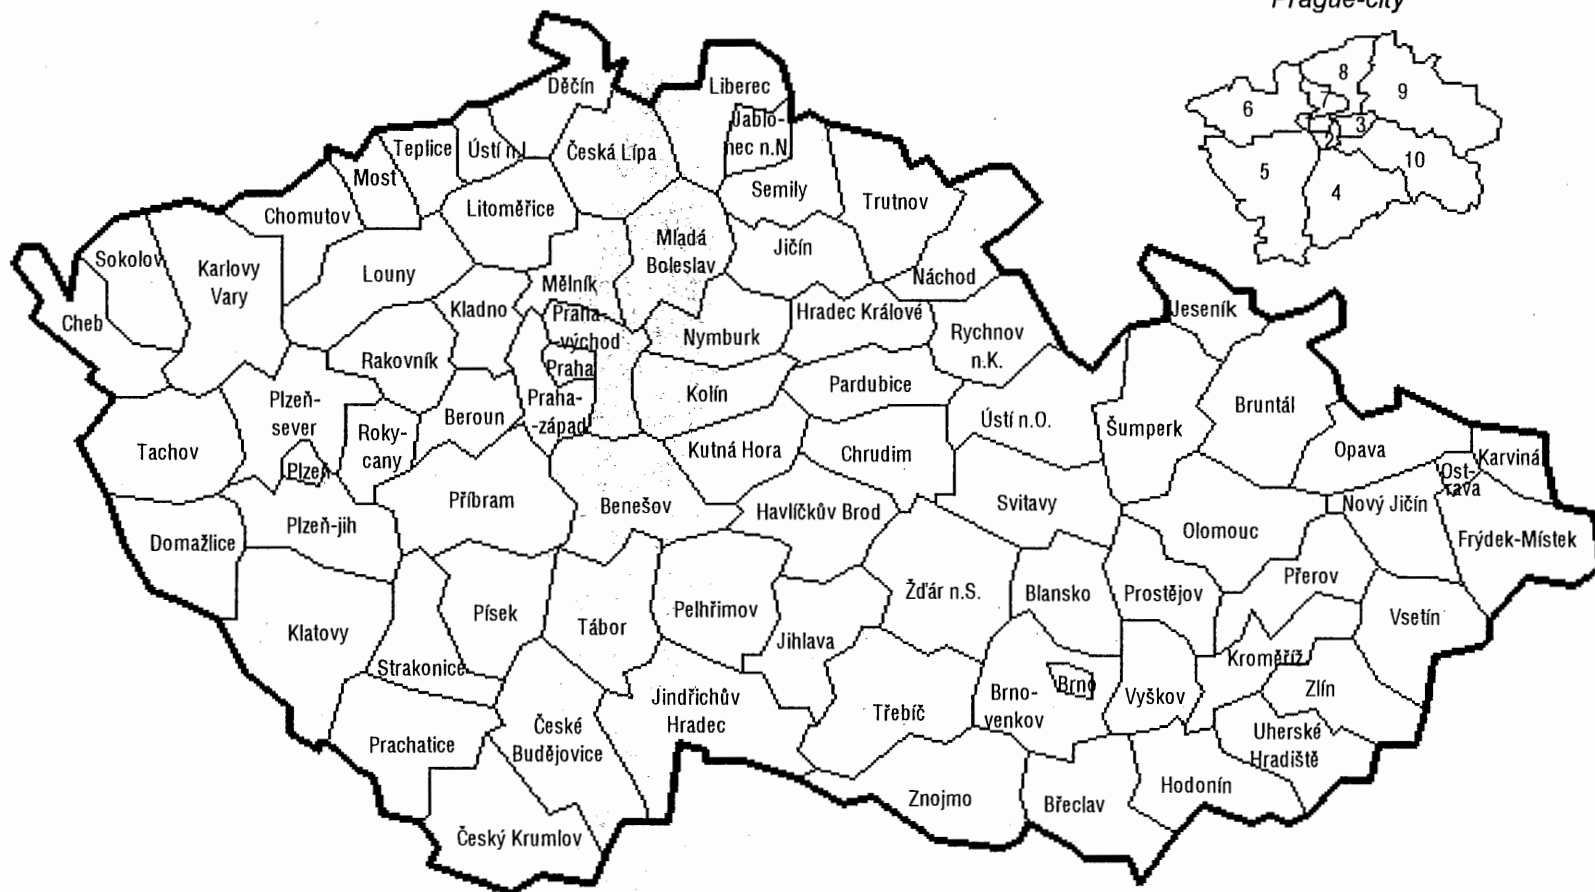 Prague-city
8
9
6
7
1
3
2
10
5
4
Děčín
Liberec
Jablo-
nec n.N
Teplice
Ústí n.L
Česká Lípa
Most
Semily
Trutnov
Chomutov
Litoměřice
Mladá
Boleslav
Jičín
Sokolov
Karlovy
Vary
Louny
Náchod
Mělník
Cheb
Kladno
Praha-
-východ
Hradec Králové
Jeseník
Nymburk
Rychnov
n.K.
Rakovník
Praha
Kolín
Pardubice
Plzeň-
sever
Praha-
-západ
Beroun
Bruntál
Ústí n.O.
Šumperk
Tachov
Roky-
cany
Kutná Hora
Chrudim
Opava
Karviná
Plzeň
Ost-
rava
Příbram
Benešov
Svitavy
Nový Jičín
Havlíčkův Brod
Plzeň-jih
Olomouc
Domažlice
Frýdek-Místek
Přerov
Žďár n.S.
Blansko
Prostějov
Písek
Pelhřimov
Vsetín
Klatovy
Tábor
Jihlava
Strakonice
Kroměříž
Brno
Zlín
Jindřichův
Hradec
Brno-
venkov
Vyškov
Třebíč
České
Budějovice
Uherské
Hradiště
Prachatice
Hodonín
Znojmo
Břeclav
Český Krumlov